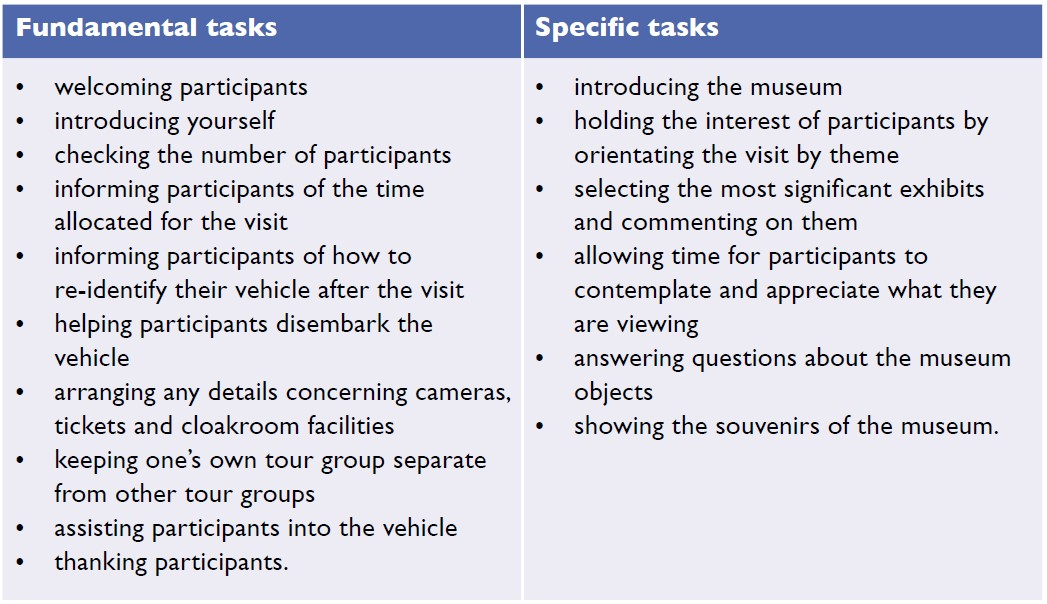 Fundamental tasks
• welcoming participants
• introducing yourself
• checking the number of participants
• informing participants of the time
allocated for the visit
• informing participants of how to
re-identify their vehicle after the visit
• helping participants disembark the
vehicle
• arranging any details concerning cameras,
tickets and cloakroom facilities
• keeping one’s own tour group separate
from other tour groups
• assisting participants into the vehicle
• thanking participants.
Specific tasks
• introducing the museum
• holding the interest of participants by
orientating the visit by theme
• selecting the most significant exhibits
and commenting on them
• allowing time for participants to
contemplate and appreciate what they
are viewing
• answering questions about the museum
objects
• showing the souvenirs of the museum.